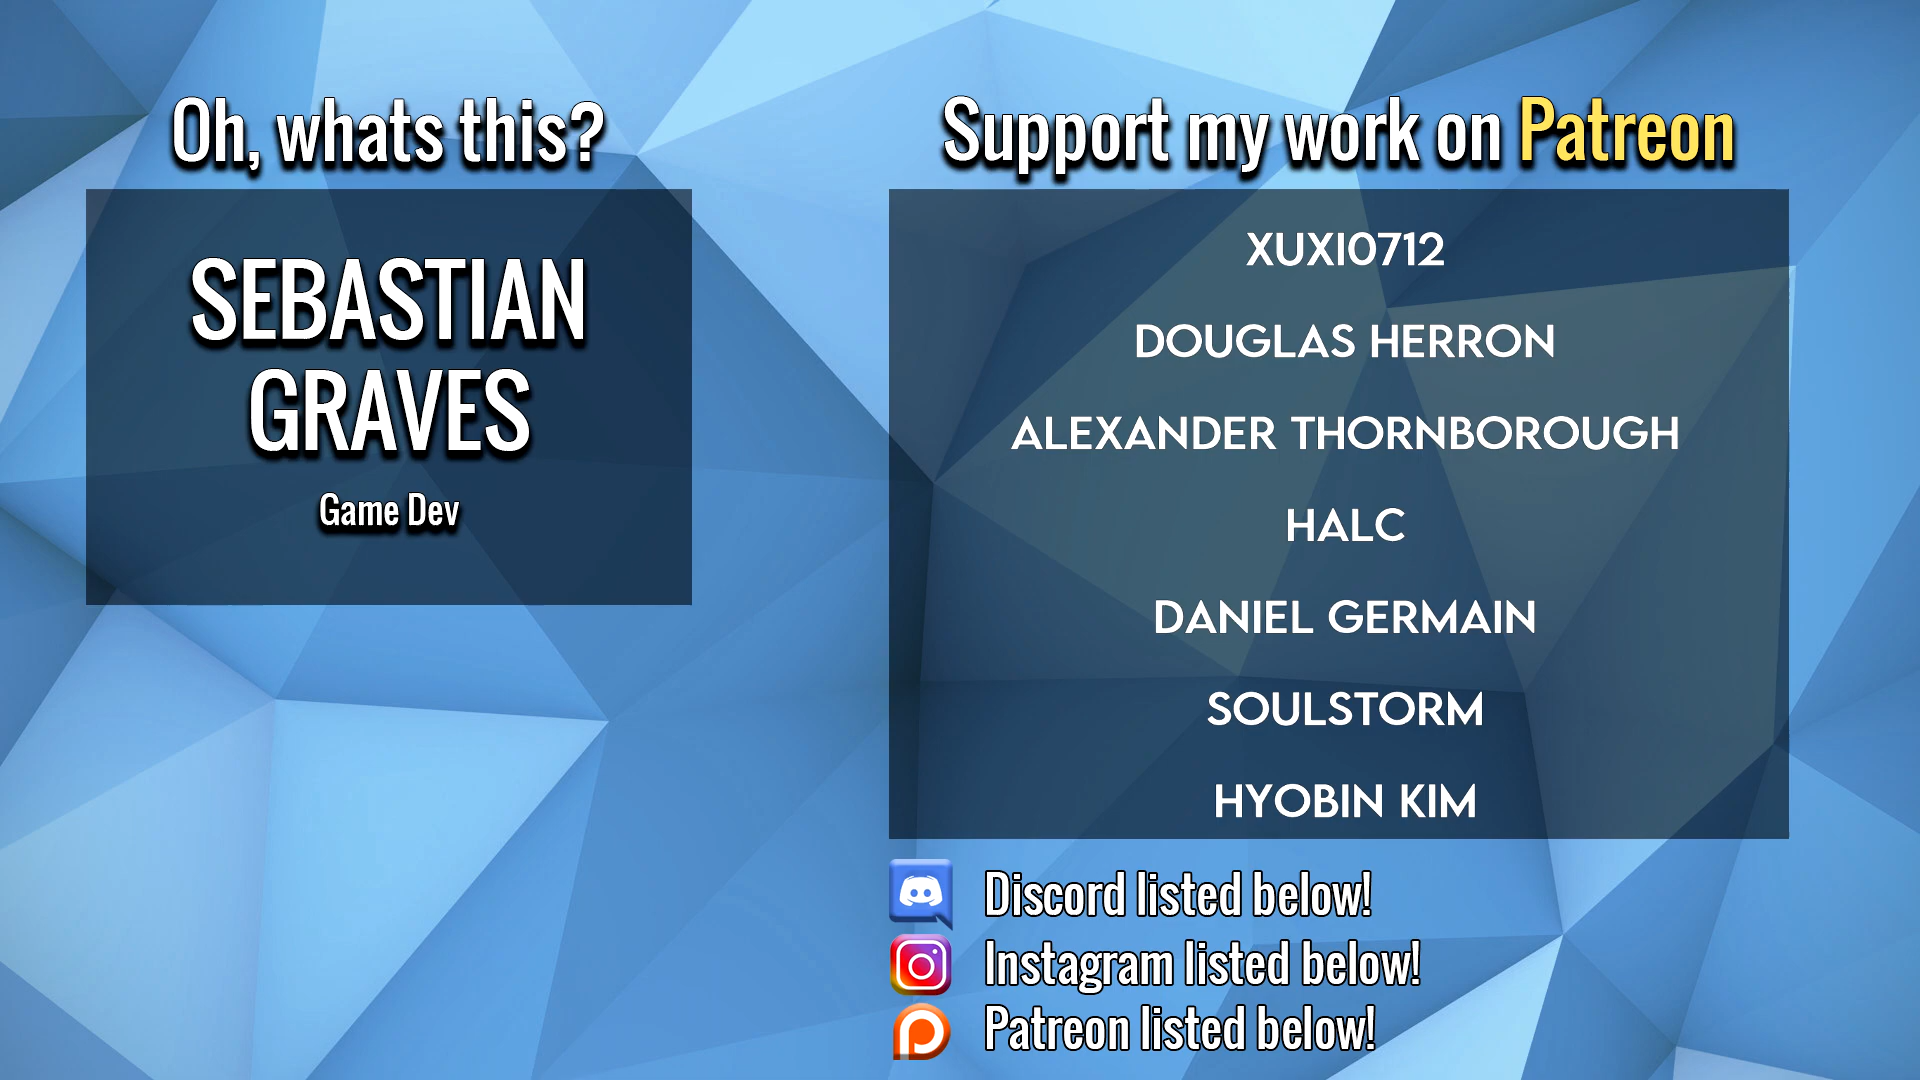 Oh, whats this?
SEBASTIAN
GRAVES
Game Dev
Support my work on Patreon
XUXI0712
DOUGLAS HERRON
ALEXANDER THORNBOROUGH
HALC
DANIEL GERMAIN
SOULSTORM
HYOBIN KIM
Discord listed below!
Instagram listed below!
Patreon listed below!